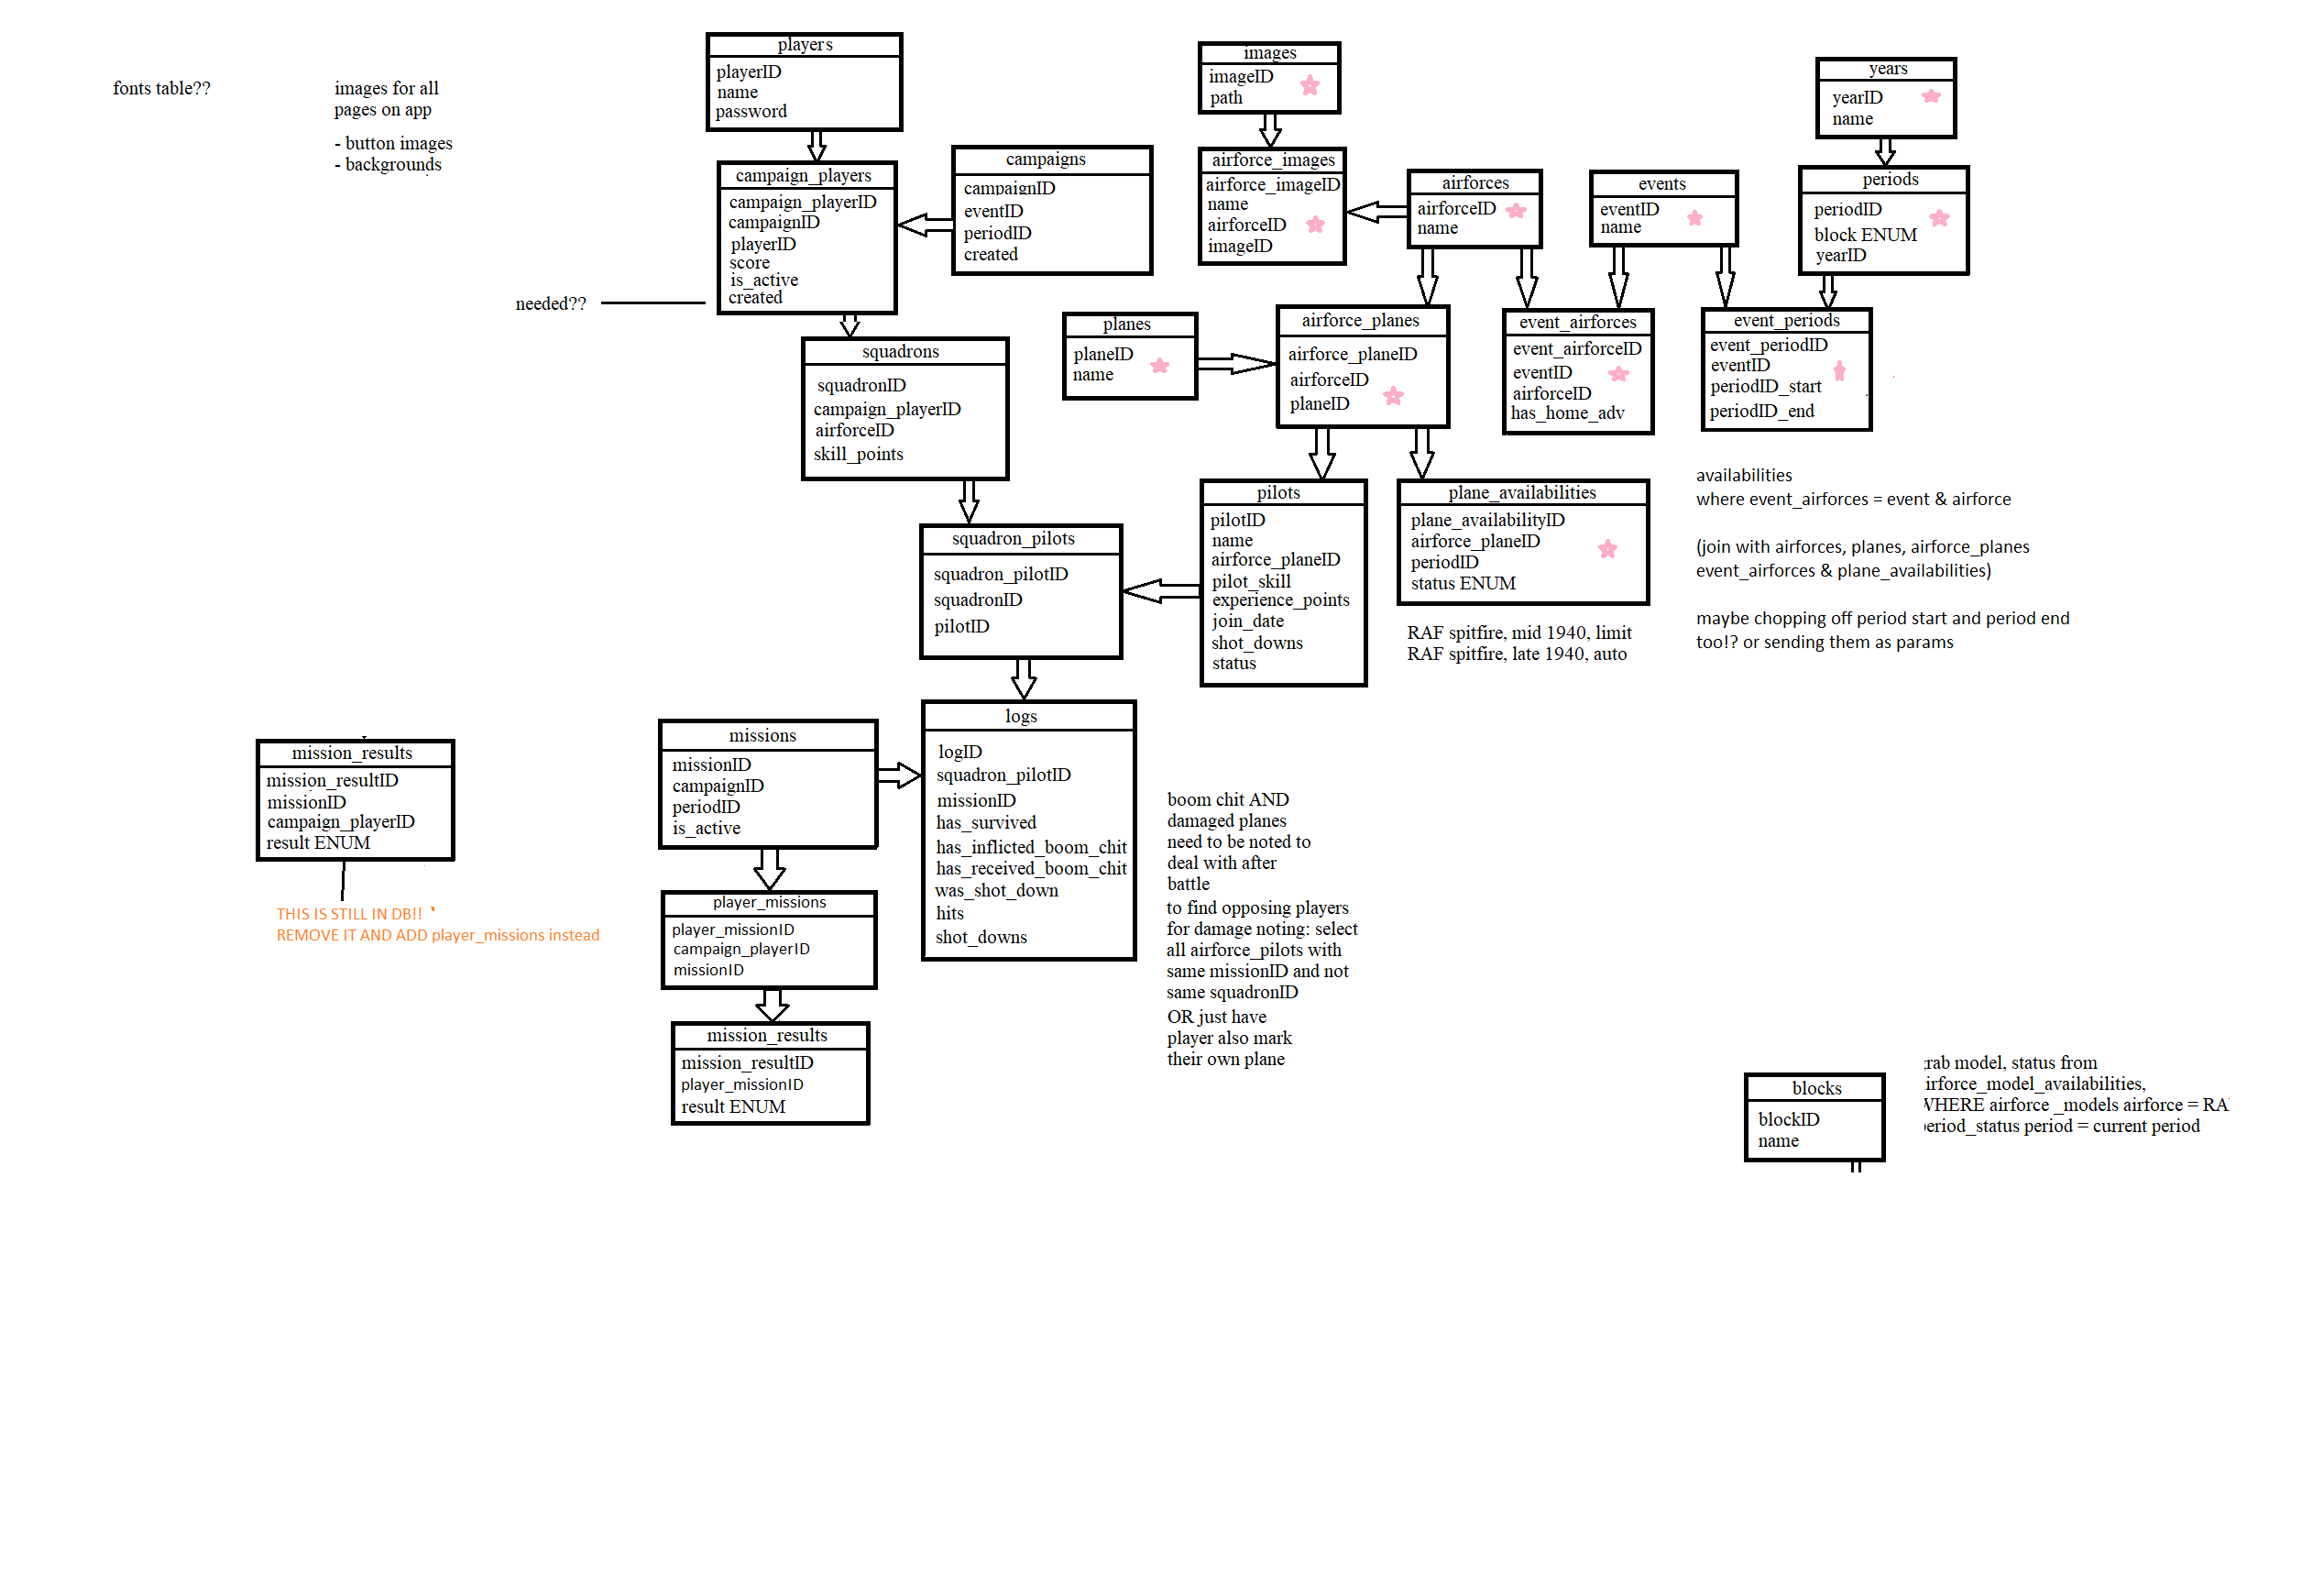 fonts table??
images for all
pages on app
- button images
- backgrounds
players
playerID
name
password
campaign_players
campaign_playerID
campaignID
playerID
score
is_active
created
needed??
campaigns
campaignID
eventID
periodID
created
images
imageID
path
airforce_images
airforce_imageID
name
airforceID
imageID
airforces
airforceID
name
events
eventID
name
years
yearID
name
periods
periodID
block ENUM
yearID
squadrons
squadronID
campaign_playerID
airforceID
skill_points
planes
planeID
name
airforce_planes
airforce_planeID
airforceID
planeID
event_airforces
event_airforceID
eventID
airforceID
has_home_adv
event_periods
event_periodID
eventID
periodID_start
periodID_end
squadron_pilots
squadron_pilotID
squadronID
pilotID
pilots
pilotID
name
airforce_planeID
pilot_skill
experience_points
join_date
shot_downs
status
plane_availabilities
plane_availabilityID
airforce_planeID
periodID
status ENUM
RAF spitfire, mid 1940, limit
RAF spitfire, late 1940, auto
availabilities
where event_airforces = event & airforce
(join with airforces, planes, airforce_planes
event_airforces & plane_availabilities)
maybe chopping off period start and period end
too!? or sending them as params
mission_results
mission_resultID
missionID
campaign_playerID
result ENUM
THIS IS STILL IN DB!!
REMOVE IT AND ADD player_missions instead
missions
missionID
campaignID
periodID
is_active
player_missions
player_missionID
campaign_playerID
missionID
mission_results
mission_resultID
player_missionID
result ENUM
logs
logID
squadron_pilotID
missionID
has_survived
has_inflicted_boom_chit
has_received_boom_chit
was_shot_down
hits
shot_downs
boom chit AND
damaged planes
need to be noted to
deal with after
battle
to find opposing players
for damage noting: select
all airforce_pilots with
same missionID and not
same squadronID
OR just have
player also mark
their own plane
blocks
blockID
name
rab model, status from
irforce_model_availabilities,
WHERE airforce _models airforce = RA
eriod_status period = current period